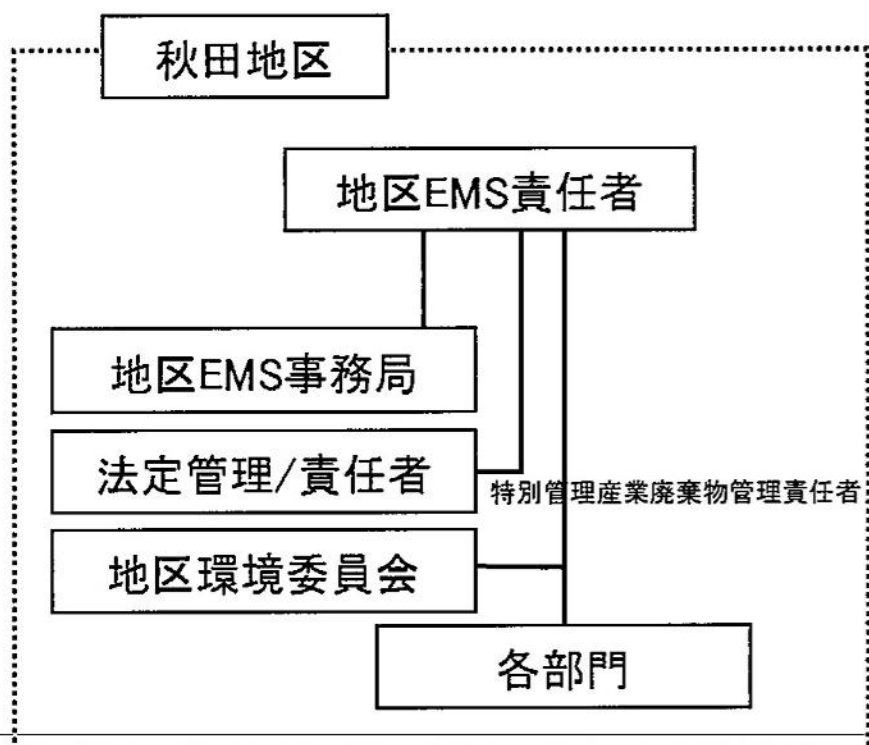 秋田地区
地区EMS責任者
地区EMS事務局
法定管理/責任者
特別管理産業廃棄物管理責任者
地区環境委員会
各部門